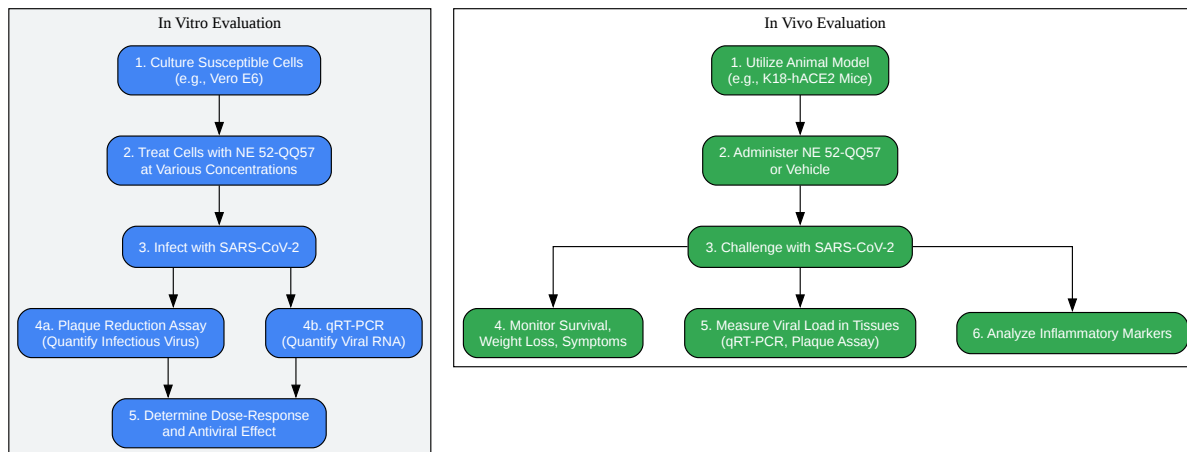 In Vitro Evaluation
1. Culture Susceptible Cells
(e.g., Vero E6)
2. Treat Cells with NE 52-QQ57
at Various Concentrations
3. Infect with SARS-CoV-2
4a. Plaque Reduction Assay
(Quantify Infectious Virus)
4b. qRT-PCR
(Quantify Viral RNA)
5. Determine Dose-Response
and Antiviral Effect
In Vivo Evaluation
1. Utilize Animal Model
(e.g., K18-hACE2 Mice)
2. Administer NE 52-QQ57
or Vehicle
3. Challenge with SARS-CoV-2
4. Monitor Survival,
Weight Loss, Symptoms
5. Measure Viral Load in Tissues
(qRT-PCR, Plaque Assay)
6. Analyze Inflammatory Markers